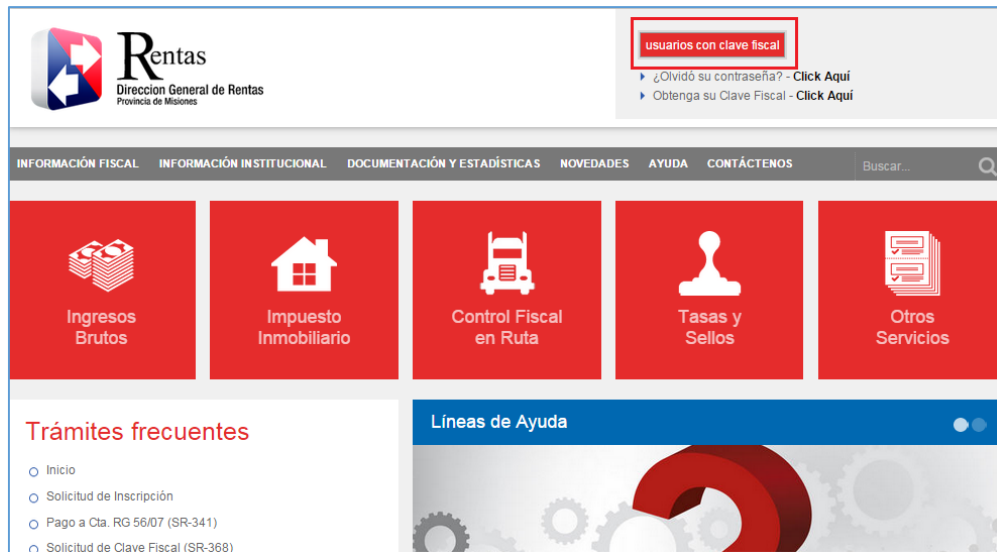 Rentas
Direccion General de Rentas
Provincia de Misiones
usuarios con clave fiscal
¿Olvidó su contraseña? - Click Aquí
Obtenga su Clave Fiscal - Click Aquí
INFORMACIÓN FISCAL INFORMACIÓN INSTITUCIONAL DOCUMENTACIÓN Y ESTADÍSTICAS NOVEDADES AYUDA CONTÁCTENOS Buscar...
Ingresos
Brutos
Impuesto
Inmobiliario
Control Fiscal
en Ruta
Tasas y
Sellos
Otros
Servicios
Trámites frecuentes
Inicio
Solicitud de Inscripción
Pago a Cta. RG 56/07 (SR-341)
Solicitud de Clave Fiscal (SR-368)
Líneas de Ayuda